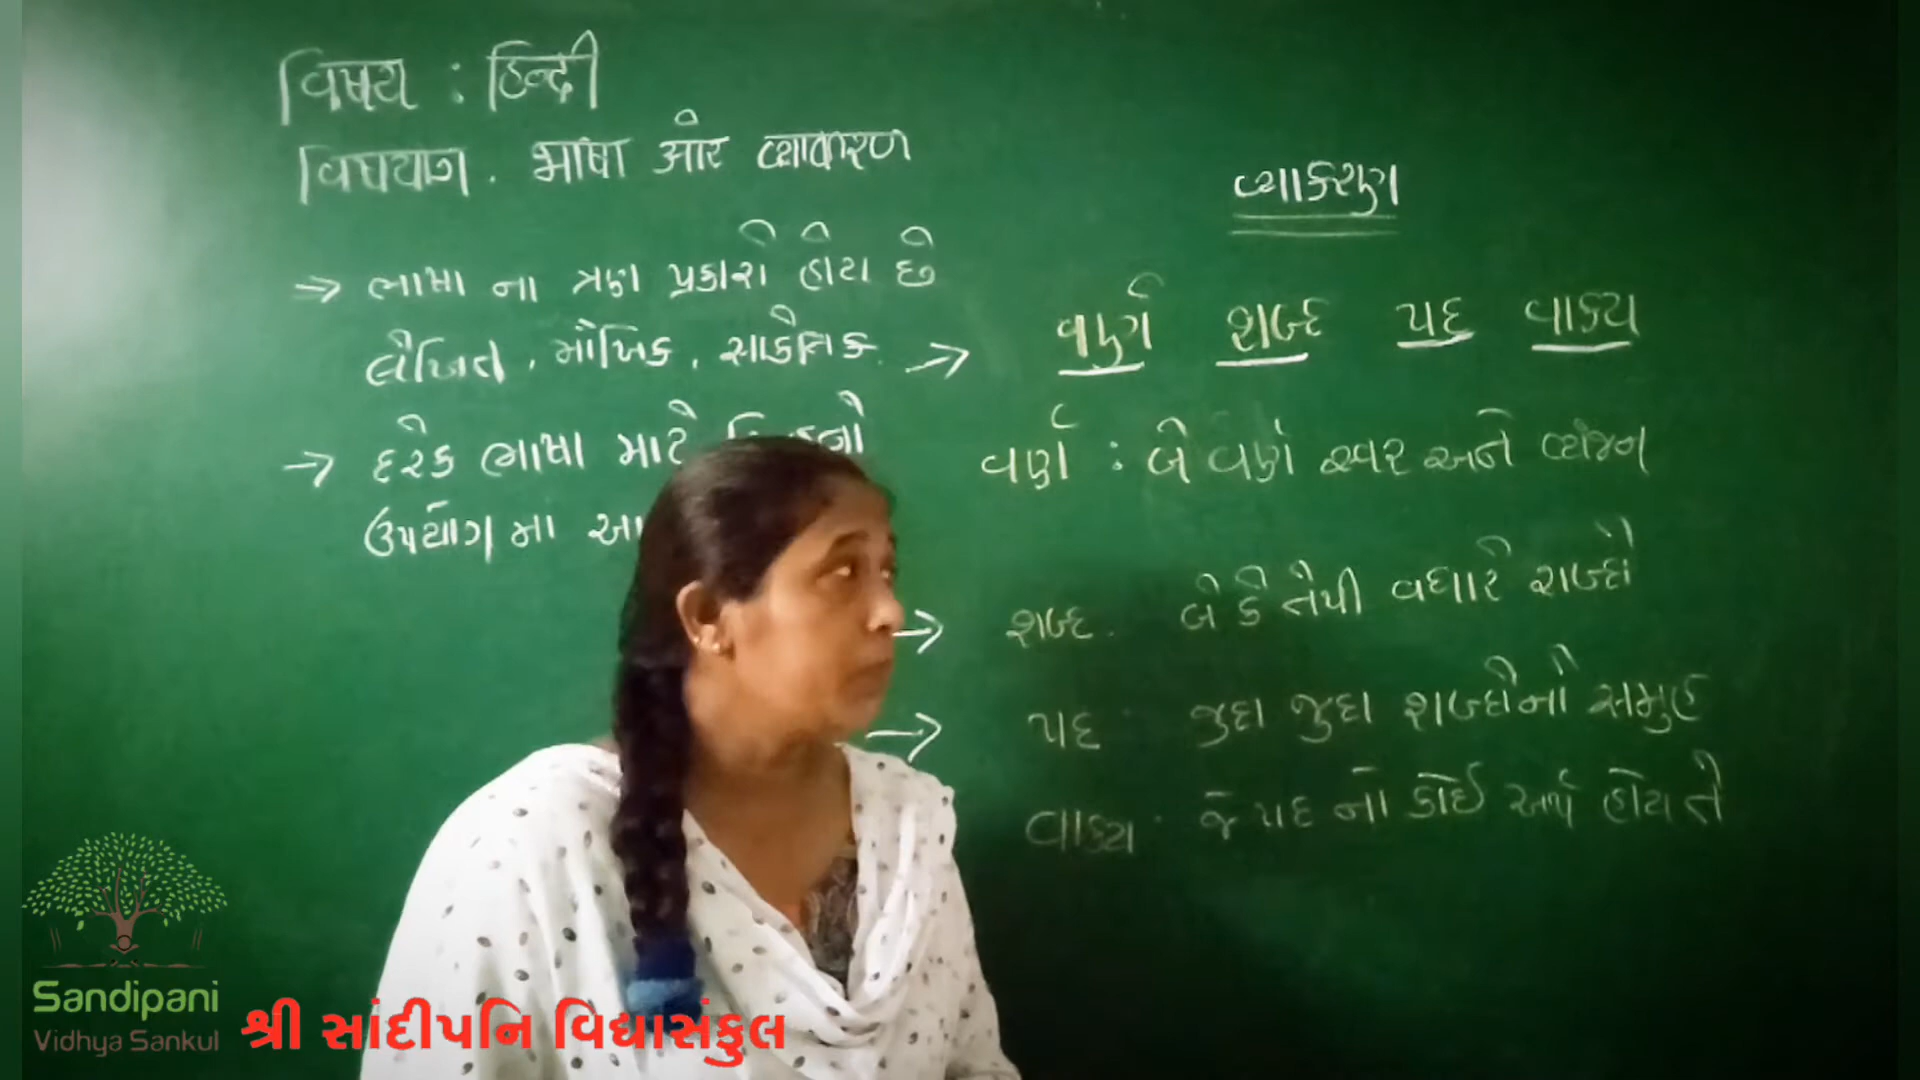 विषय : हिन्दी
विषयांग. भाषा और व्याकरण
→ ભાષા ના ત્રણ પ્રકારો હોય છે
લેખિત, મૌખિક, સાંકેતિક.
→ દરેક ભાષા માટે
ઉપયોગ મા
વ્યાકરણ
→ વર્ણ શબ્દ પદ વાક્ય
વર્ણ : બે વર્ણ સ્વર અને વ્યંજન
→ શબ્દ. બે કે તેથી વધારે શબ્દો
→ પદ : જુદા જુદા શબ્દોનો સમુહ
વાક્ય : જે પદ નો કોઈ અર્થ હોય તે
Sandipani
Vidhya Sankul
શ્રી સાંદીપનિ વિદ્યાસંકુલ